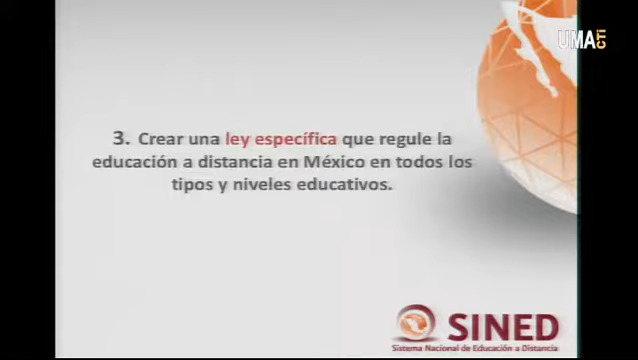 UMA CTI
3. Crear una ley específica que regule la
educación a distancia en México en todos los
tipos y niveles educativos.
SINED
Sistema Nacional de Educación a Distancia